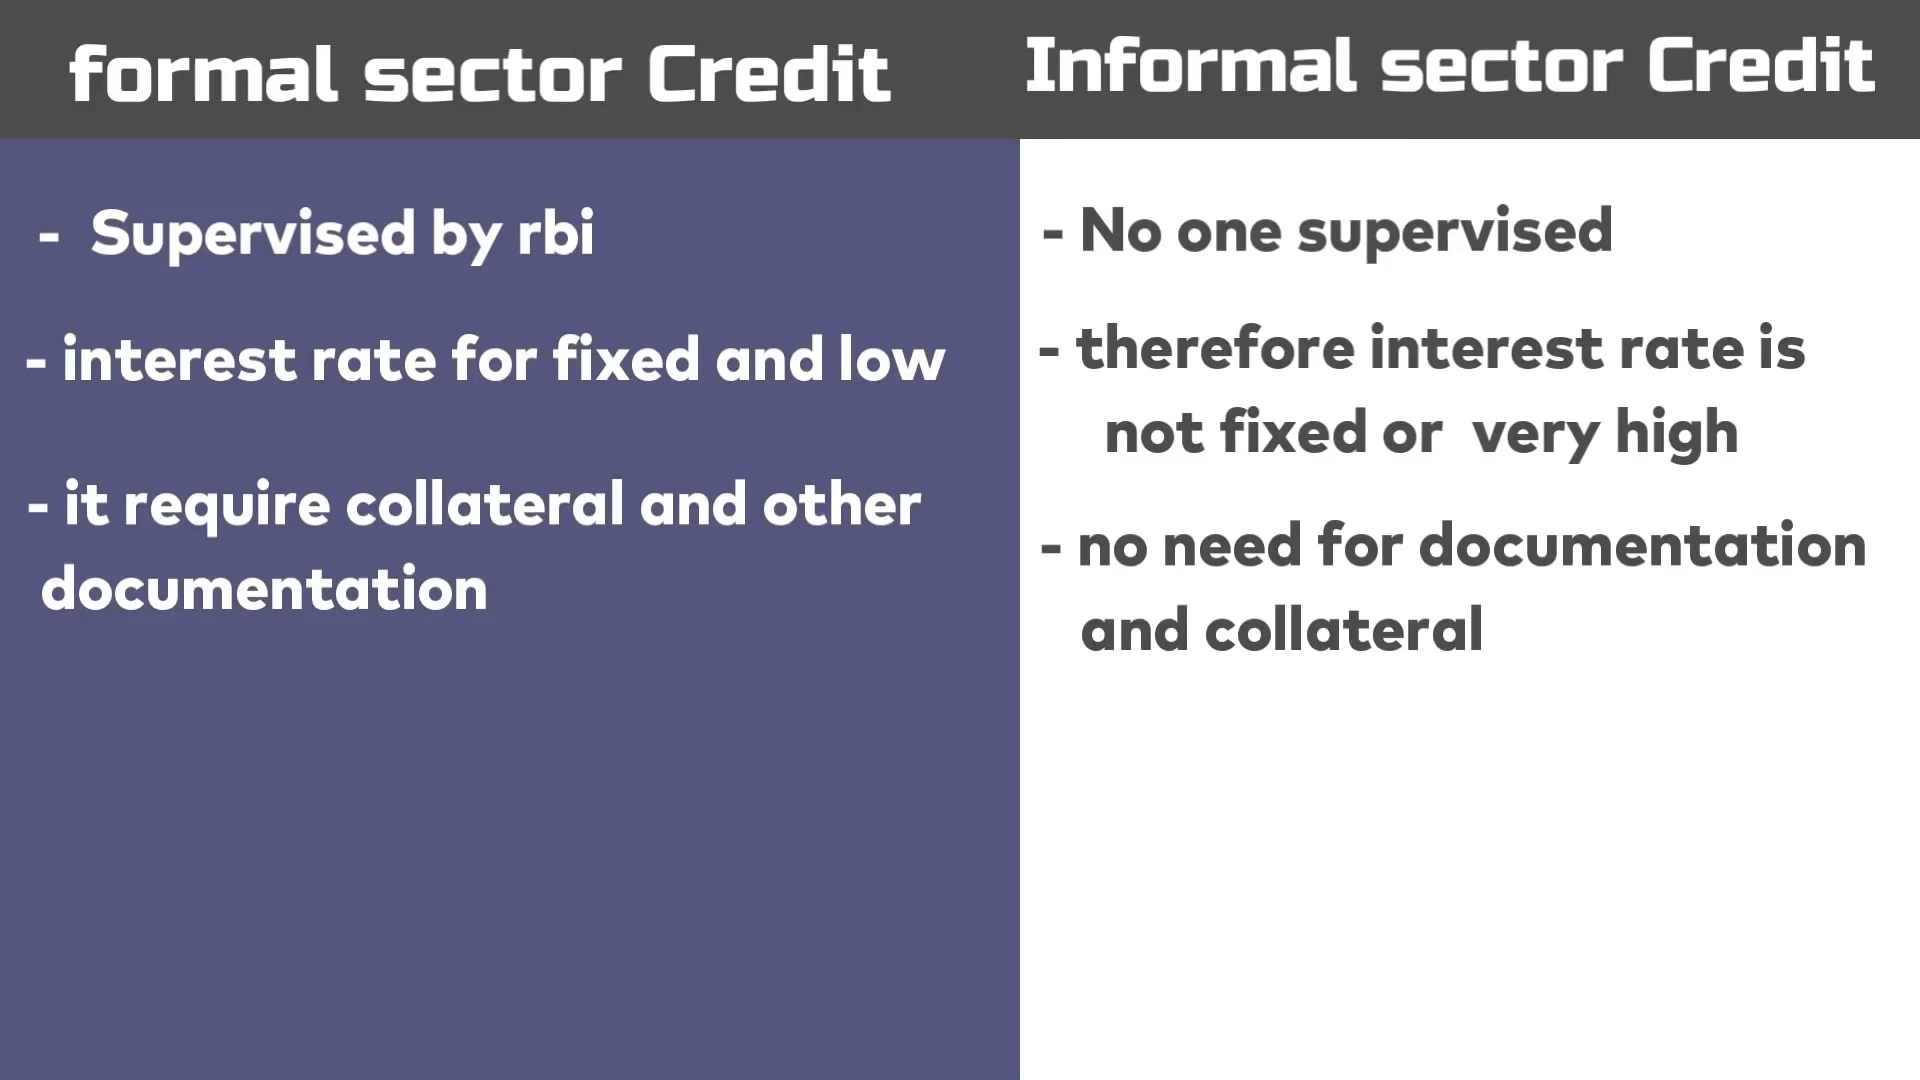 formal sector Credit
Informal sector Credit
- Supervised by rbi
- interest rate for fixed and low
- it require collateral and other
documentation
- No one supervised
- therefore interest rate is
not fixed or very high
- no need for documentation
and collateral